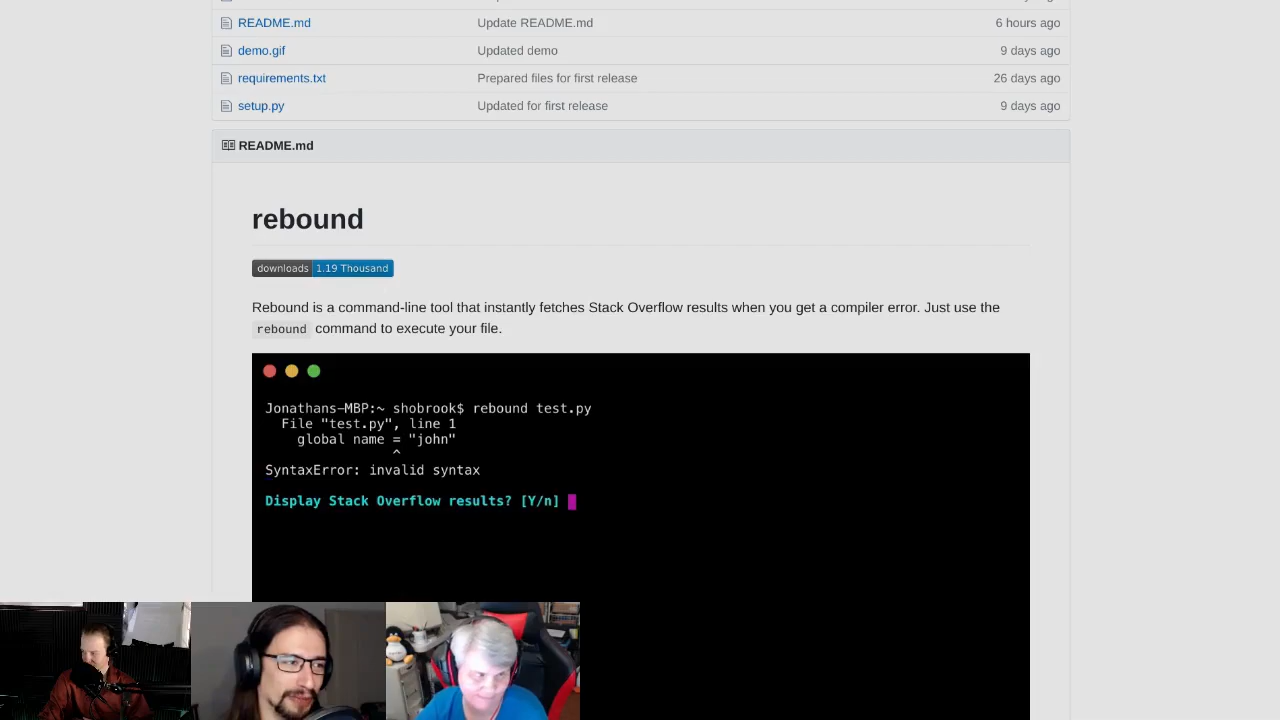 README.md Update README.md 6 hours ago
demo.gif Updated demo 9 days ago
requirements.txt Prepared files for first release 26 days ago
setup.py Updated for first release 9 days ago
README.md
rebound
downloads 1.19 Thousand
Rebound is a command-line tool that instantly fetches Stack Overflow results when you get a compiler error. Just use the
rebound command to execute your file.
Jonathans-MBP:~ shobrook$ rebound test.py
File "test.py", line 1
global name = "john"
^
SyntaxError: invalid syntax
Display Stack Overflow results? [Y/n]